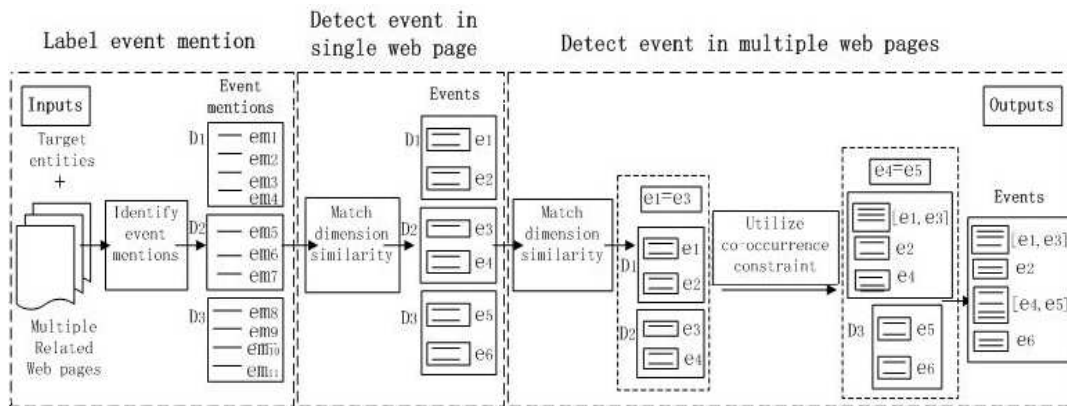 Label event mention
Detect event in
single web page
Detect event in multiple web pages
Inputs
Target
entities
+
Multiple
Related
Web pages
Identify
event
mentions
Event
mentions
D1
em1
em2
em3
em4
D2
em5
em6
em7
D3
em8
em9
em10
em11
Match
dimension
similarity
Events
D1
e1
e2
D2
e3
e4
D3
e5
e6
Match
dimension
similarity
e1=e3
D1
e1
e2
D2
e3
e4
Utilize
co-occurrence
constraint
e4=e5
[e1, e3]
e2
e4
D3
e5
e6
Outputs
Events
[e1, e3]
e2
[e4, e5]
e6